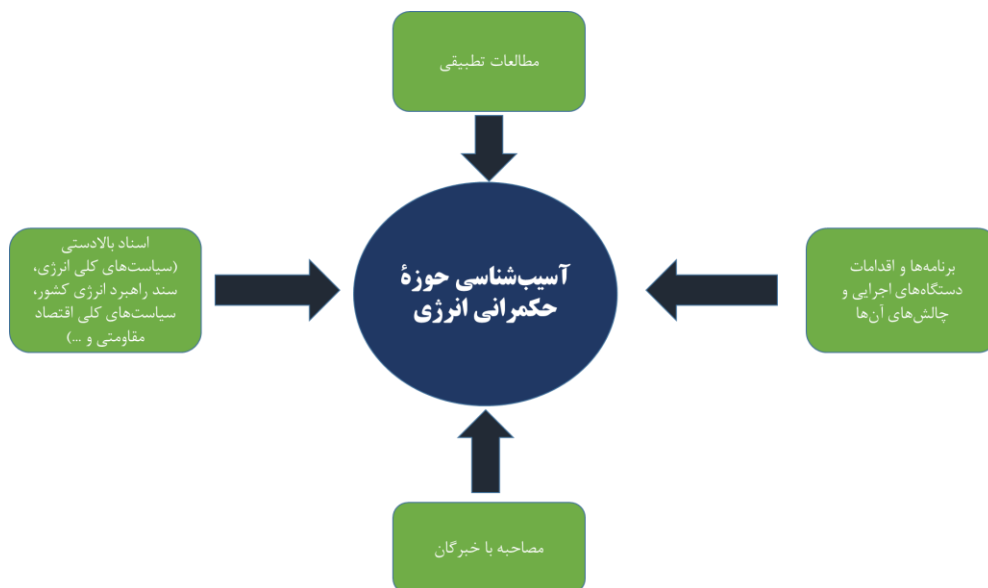 مطالعات تطبیقی
اسناد بالادستی
(سیاست‌های کلی انرژی،
سند راهبرد انرژی کشور،
سیاست‌های کلی اقتصاد
مقاومتی و ...)
آسیب‌شناسی حوزهٔ
حکمرانی انرژی
برنامه‌ها و اقدامات
دستگاه‌های اجرایی و
چالش‌های آن‌ها
مصاحبه با خبرگان